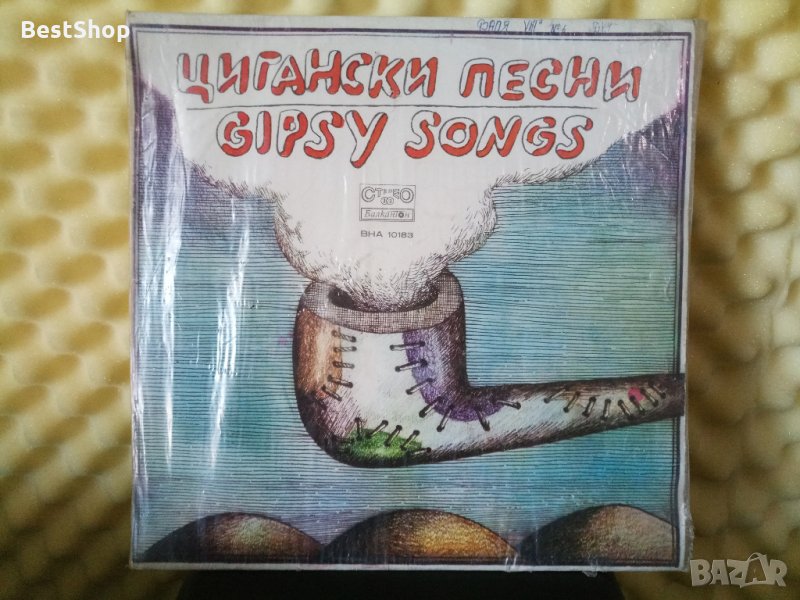 BestShop
ЦИГАНСКИ ПЕСНИ
GIPSY SONGS
СТЕРЕО
Балкантон
ВНА 10183
BAZAR